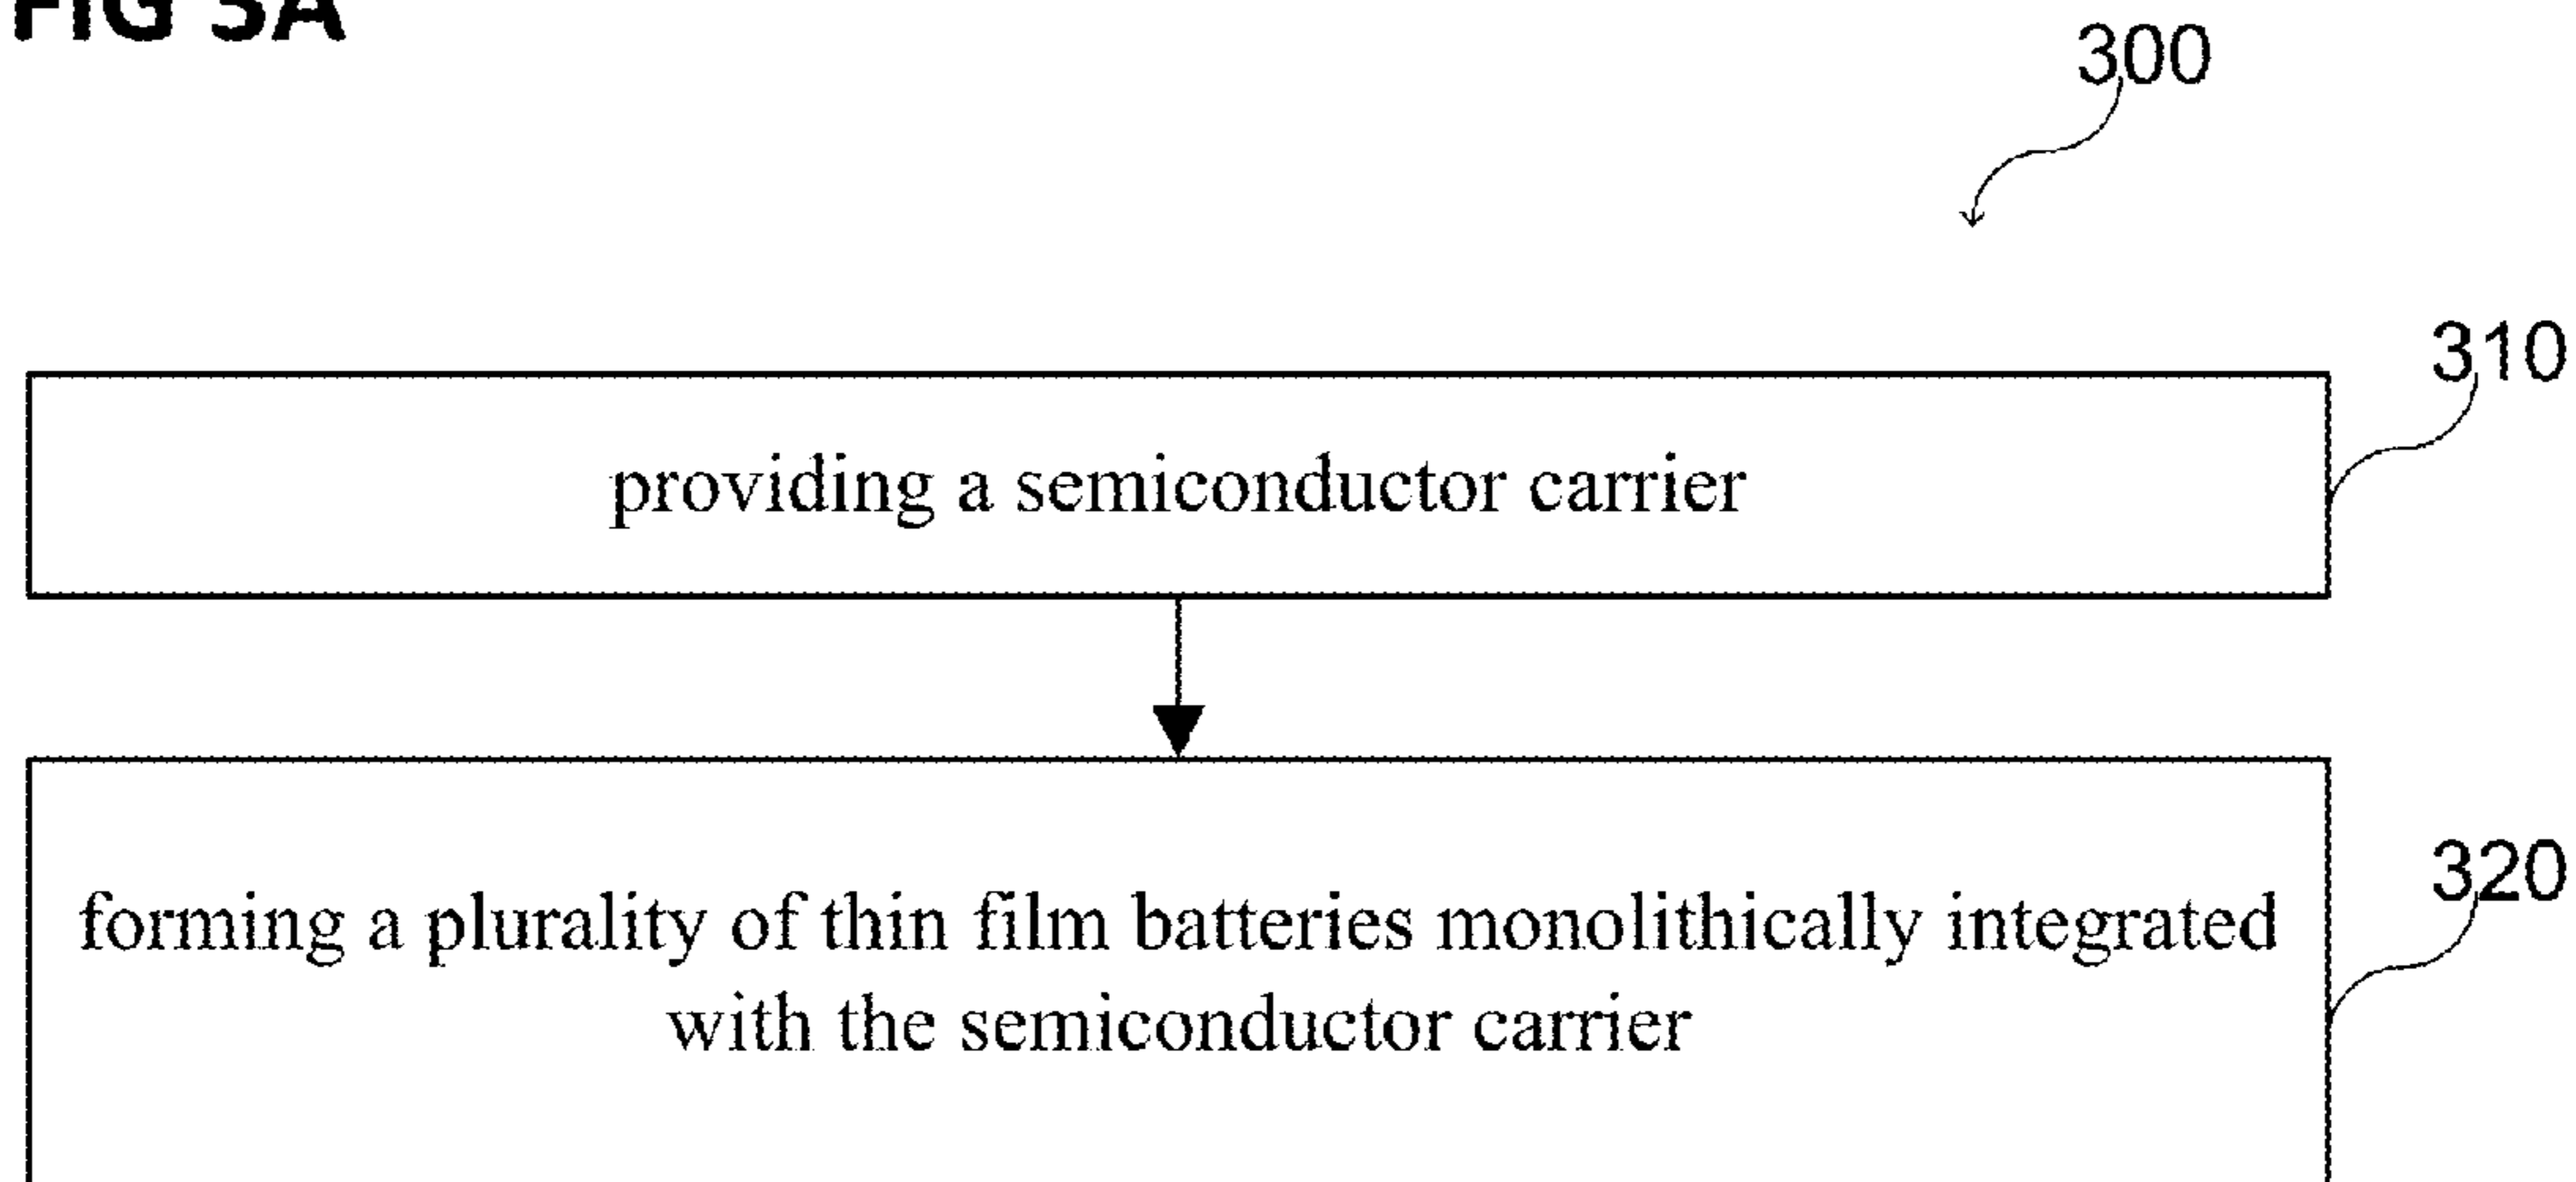 FIG 3A
300
310
providing a semiconductor carrier
320
forming a plurality of thin film batteries monolithically integrated
with the semiconductor carrier